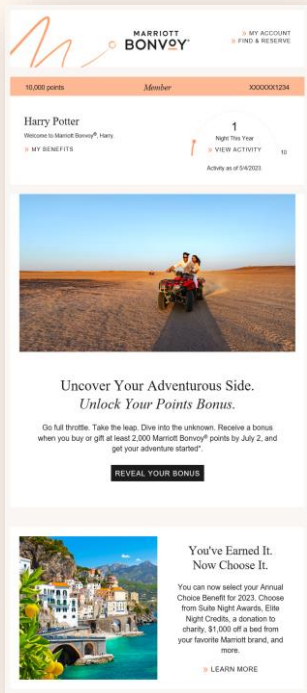 MARRIOTT
BONVOY®
» MY ACCOUNT
» FIND & RESERVE
10,000 points
Member
XXXXXX1234
Harry Potter
Welcome to Marriott Bonvoy®, Harry.
» MY BENEFITS
1
Night This Year
» VIEW ACTIVITY
10
Activity as of 5/4/2023
Uncover Your Adventurous Side.
Unlock Your Points Bonus.
Go full throttle. Take the leap. Dive into the unknown. Receive a bonus
when you buy or gift at least 2,000 Marriott Bonvoy® points by July 2, and
get your adventure started*.
REVEAL YOUR BONUS
You've Earned It.
Now Choose It.
You can now select your Annual
Choice Benefit for 2023. Choose
from Suite Night Awards, Elite
Night Credits, a donation to
charity, $1,000 off a bed from
your favorite Marriott brand, and
more.
» LEARN MORE